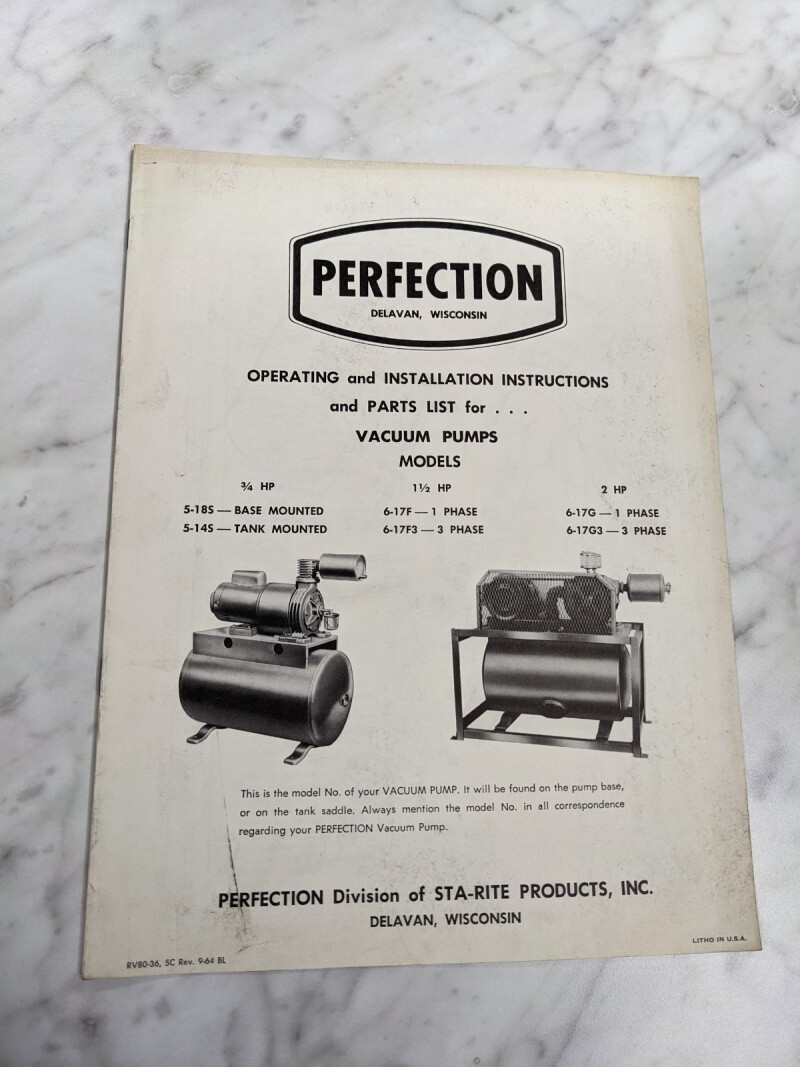 PERFECTION
DELAVAN, WISCONSIN
OPERATING and INSTALLATION INSTRUCTIONS
and PARTS LIST for . . .
VACUUM PUMPS
MODELS
¾ HP
5-18S — BASE MOUNTED
5-14S — TANK MOUNTED
1½ HP
6-17F — 1 PHASE
6-17F3 — 3 PHASE
2 HP
6-17G — 1 PHASE
6-17G3 — 3 PHASE
This is the model No. of your VACUUM PUMP. It will be found on the pump base,
or on the tank saddle. Always mention the model No. in all correspondence
regarding your PERFECTION Vacuum Pump.
PERFECTION Division of STA-RITE PRODUCTS, INC.
DELAVAN, WISCONSIN
LITHO IN U.S.A.
RV80-36, 5C Rev. 9-64 BL